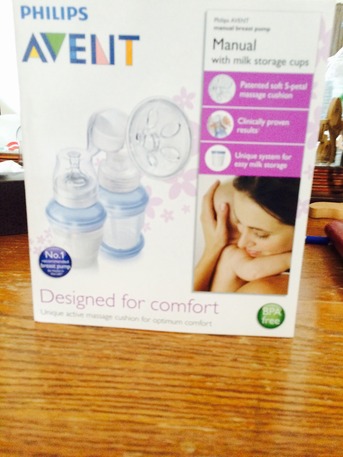 PHILIPS
AVENT
Philips AVENT
manual breast pump
Manual
with milk storage cups
Patented soft 5-petal
massage cushion
Clinically proven
results
Unique system for
easy milk storage
No.1
recommended
breast pump
Designed for comfort
Unique active massage cushion for optimum comfort
BPA
free